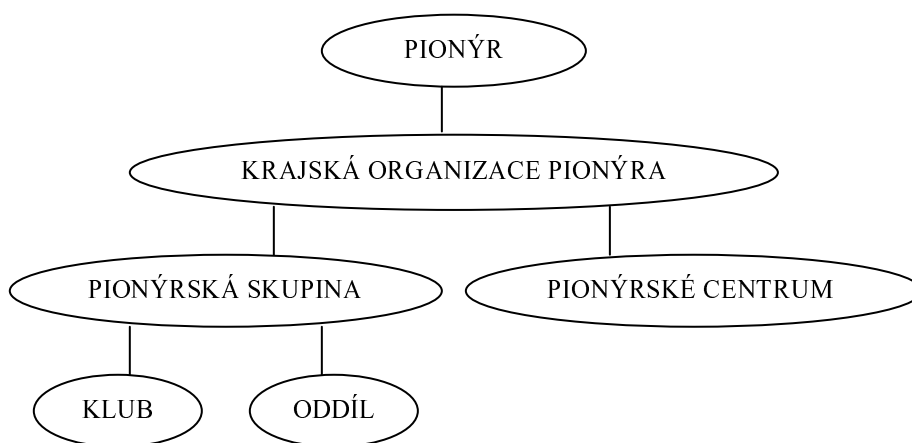 PIONÝR
KRAJSKÁ ORGANIZACE PIONÝRA
PIONÝRSKÁ SKUPINA
PIONÝRSKÉ CENTRUM
KLUB
ODDÍL